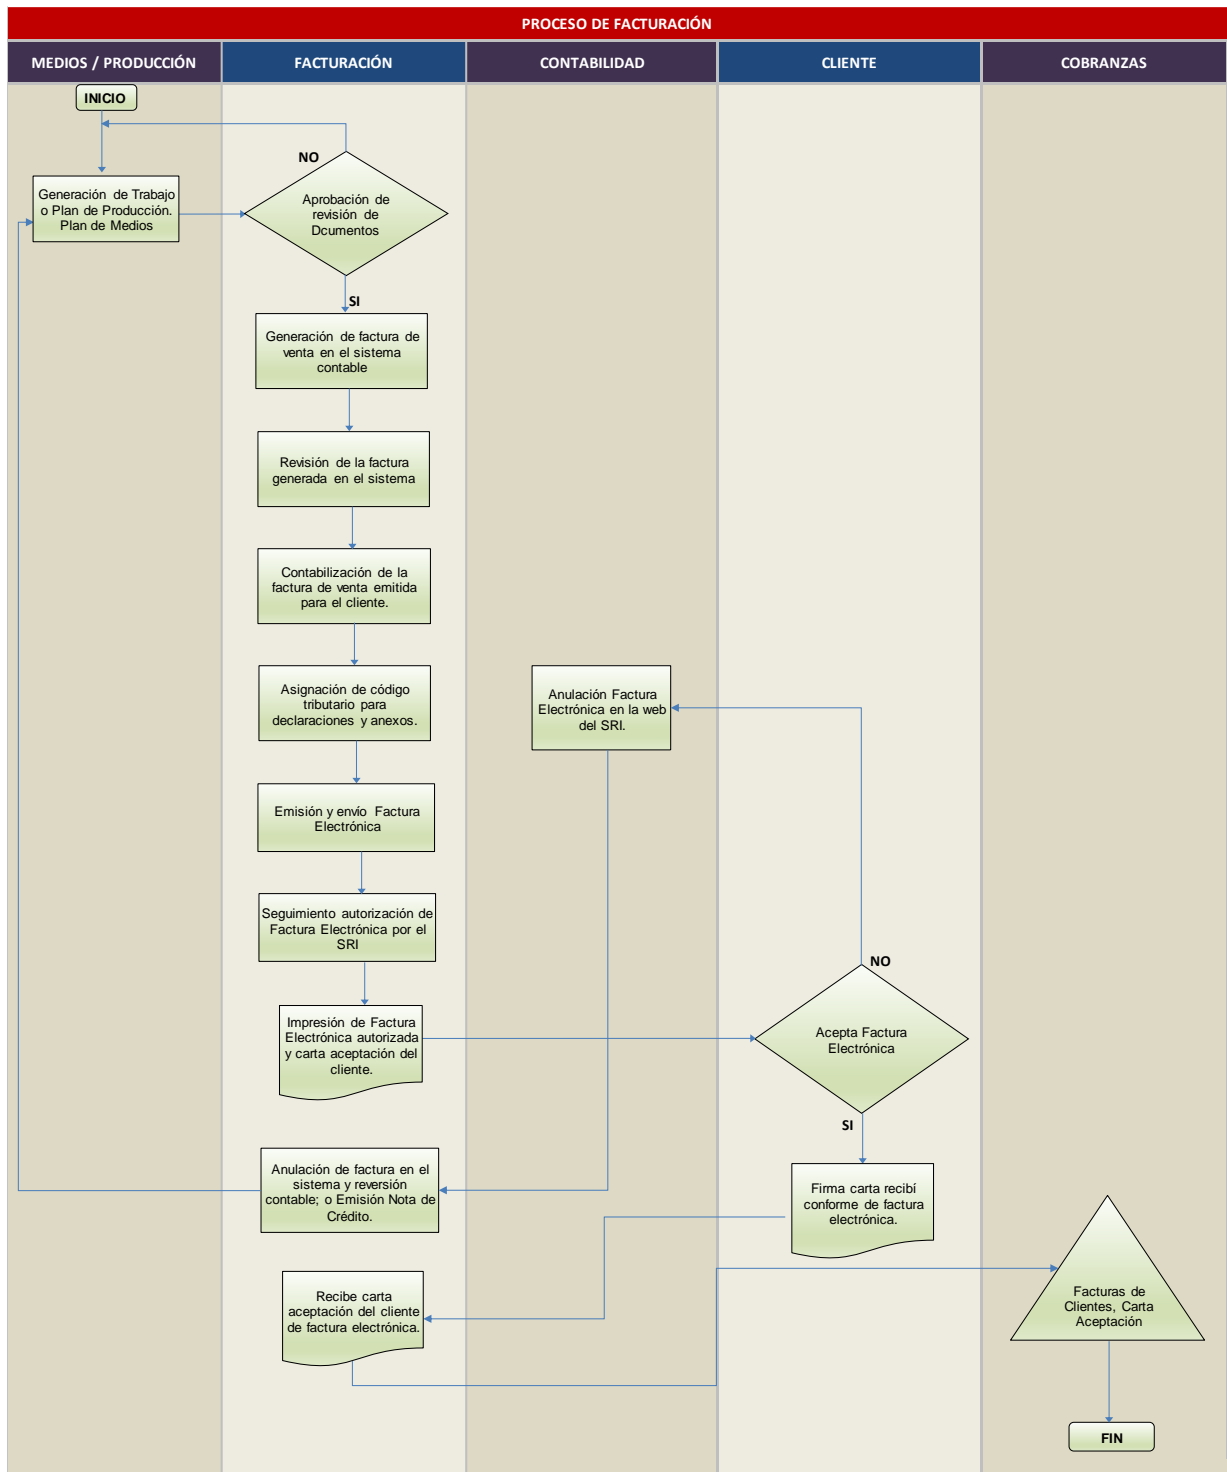 PROCESO DE FACTURACIÓN
MEDIOS / PRODUCCIÓN
FACTURACIÓN
CONTABILIDAD
CLIENTE
COBRANZAS
INICIO
NO
Generación de Trabajo
o Plan de Producción.
Plan de Medios
Aprobación de
revisión de
Dcumentos
SI
Generación de factura de
venta en el sistema
contable
Revisión de la factura
generada en el sistema
Contabilización de la
factura de venta emitida
para el cliente.
Asignación de código
tributario para
declaraciones y anexos.
Anulación Factura
Electrónica en la web
del SRI.
Emisión y envío Factura
Electrónica
Seguimiento autorización de
Factura Electrónica por el
SRI
NO
Impresión de Factura
Electrónica autorizada
y carta aceptación del
cliente.
Acepta Factura
Electrónica
SI
Anulación de factura en el
sistema y reversión
contable; o Emisión Nota de
Crédito.
Firma carta recibí
conforme de factura
electrónica.
Recibe carta
aceptación del cliente
de factura electrónica.
Facturas de
Clientes, Carta
Aceptación
FIN